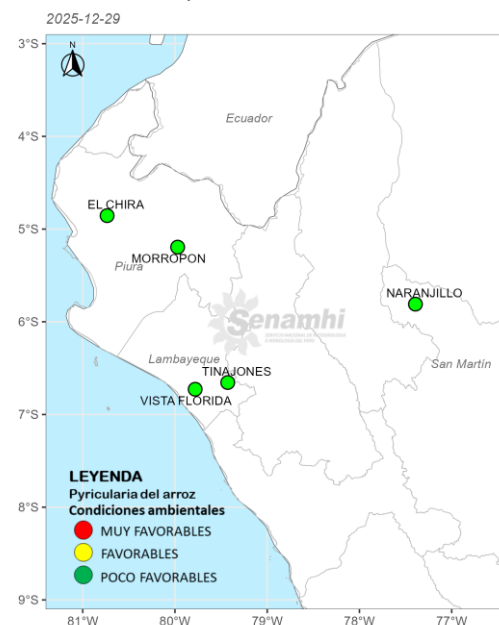 2025-12-29
3°S
N
4°S
Ecuador
EL CHIRA
5°S
MORROPON
Piura
NARANJILLO
6°S
Senamhi
Lambayeque
San Martín
TINAJONES
VISTA FLORIDA
7°S
LEYENDA
Pyricularia del arroz
Condiciones ambientales
MUY FAVORABLES
FAVORABLES
POCO FAVORABLES
8°S
9°S
81°W 80°W 79°W 78°W 77°W